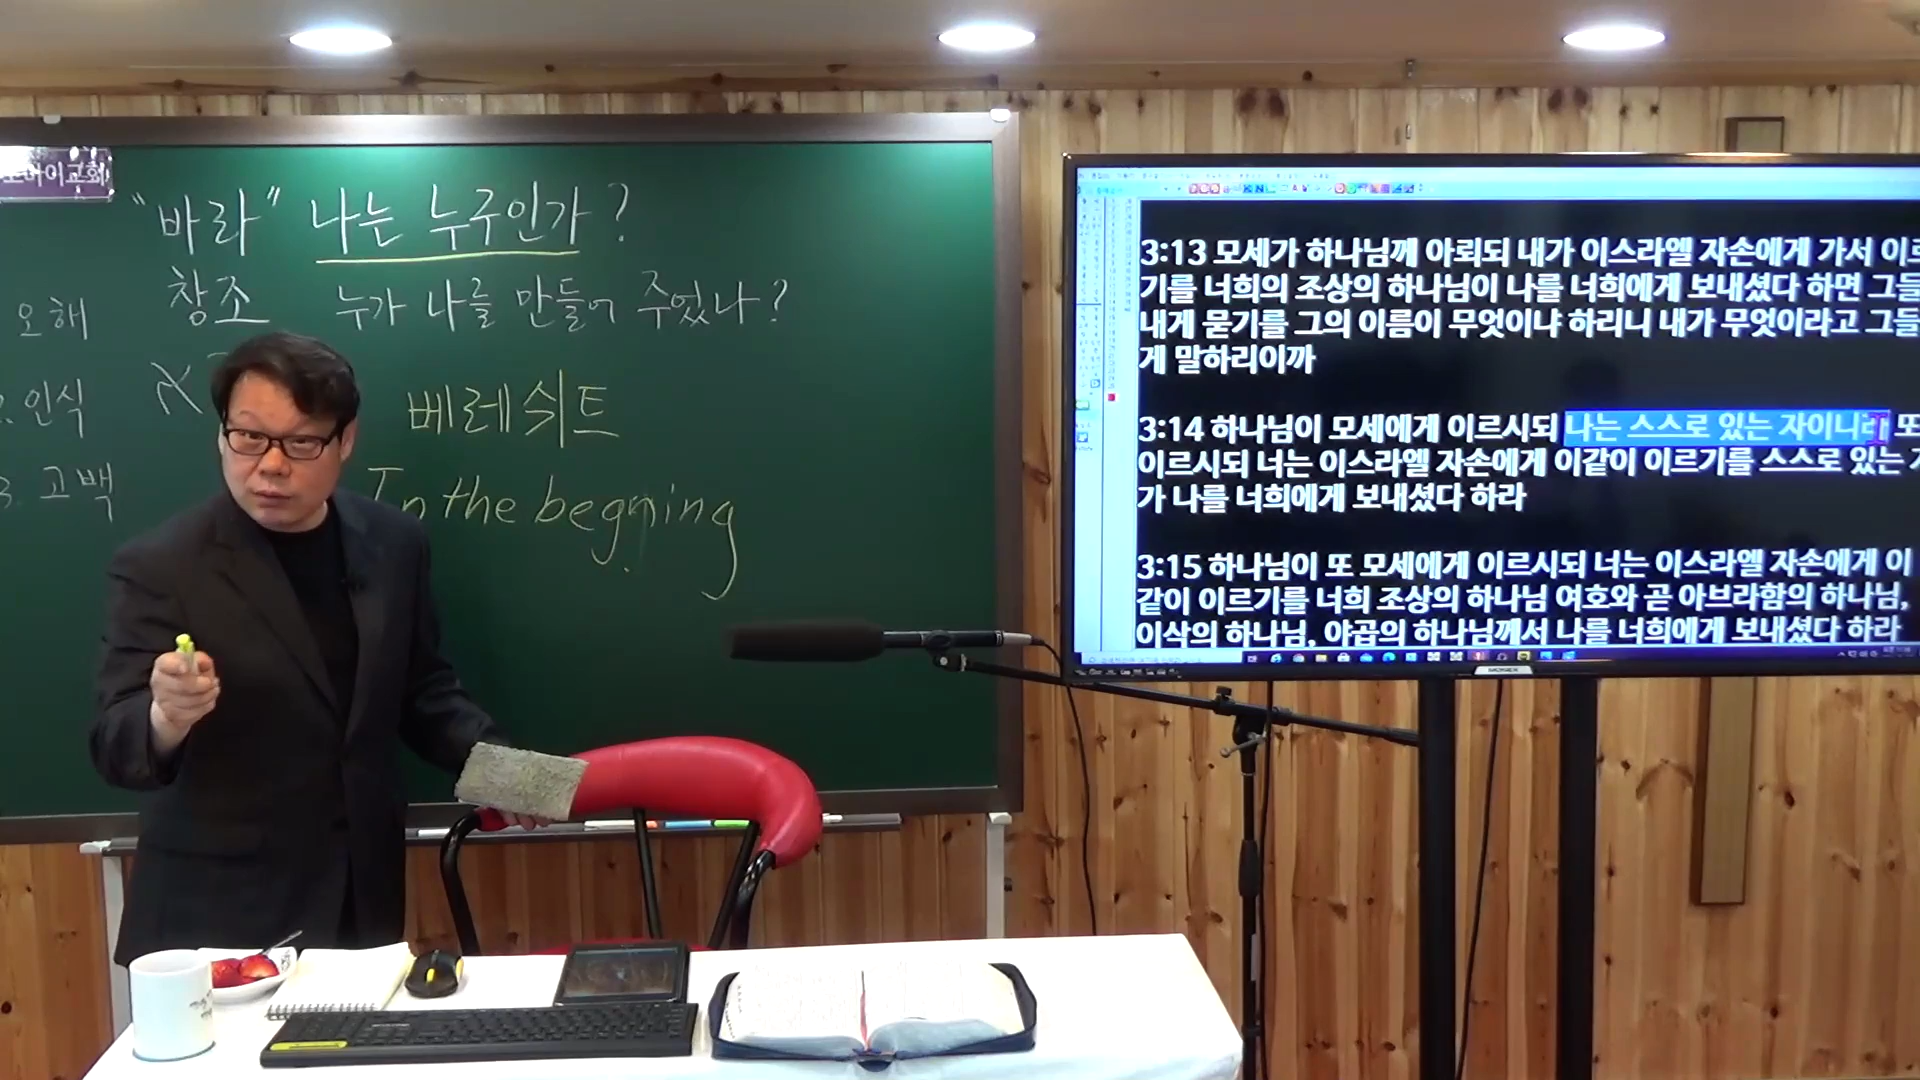 "바라" 나는 누구인가?
창조 누가 나를 만들어 주었나?
오해
인식
베레쉬트
3. 고백
In the begnning
3:13 모세가 하나님께 아뢰되 내가 이스라엘 자손에게 가서 이르
기를 너희의 조상의 하나님이 나를 너희에게 보내셨다 하면 그들
내게 묻기를 그의 이름이 무엇이냐 하리니 내가 무엇이라고 그들
게 말하리이까
3:14 하나님이 모세에게 이르시되 나는 스스로 있는 자이니라 또
이르시되 너는 이스라엘 자손에게 이같이 이르기를 스스로 있는
가 나를 너희에게 보내셨다 하라
3:15 하나님이 또 모세에게 이르시되 너는 이스라엘 자손에게 이
같이 이르기를 너희 조상의 하나님 여호와 곧 아브라함의 하나님,
이삭의 하나님, 야곱의 하나님께서 나를 너희에게 보내셨다 하라